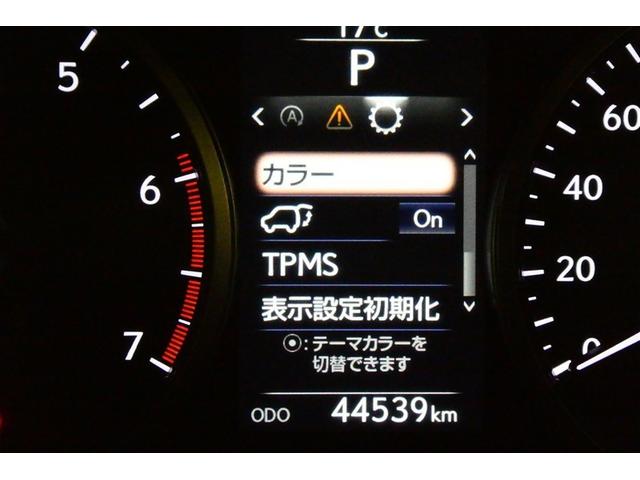 P
A
カラー
On
TPMS
表示設定初期化
⦿:テーマカラーを
切替できます
ODO 44539km
5
6
7
60
40
20
0